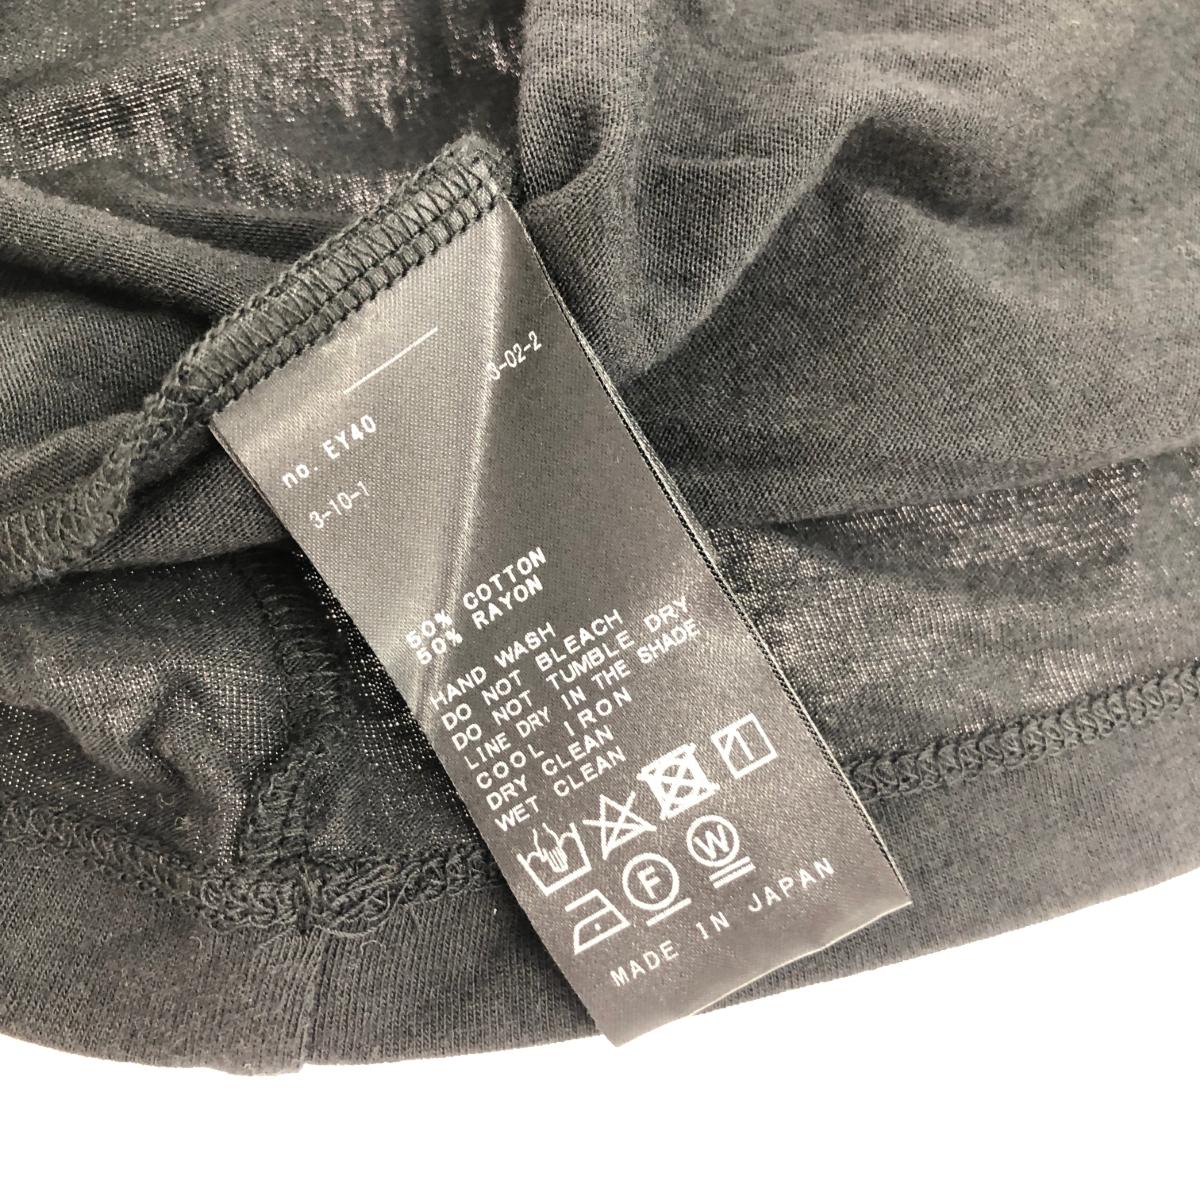 3-02-2
no. EY40
3-10-1
50% COTTON
50% RAYON
HAND WASH
DO NOT BLEACH
DO NOT TUMBLE DRY
LINE DRY IN THE SHADE
COOL IRON
DRY CLEAN
WET CLEAN
F
W
MADE IN JAPAN